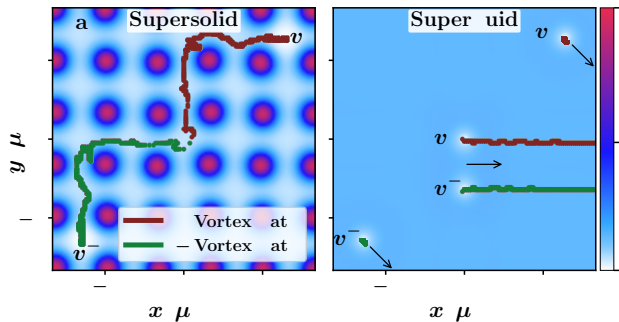 Supersolid
Super uid
a
v
v
v
v−
v−
v−
y μ
−
Vortex at
− Vortex at
−
−
x μ
x μ